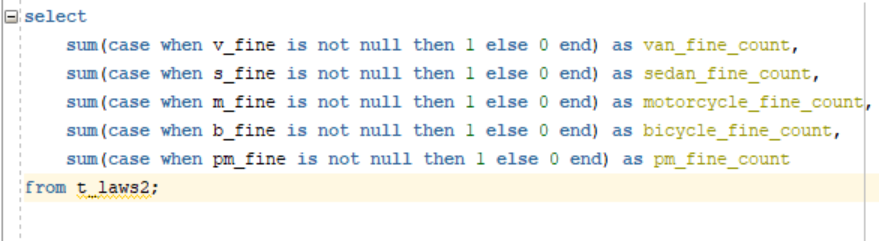 select
sum(case when v_fine is not null then 1 else 0 end) as van_fine_count,
sum(case when s_fine is not null then 1 else 0 end) as sedan_fine_count,
sum(case when m_fine is not null then 1 else 0 end) as motorcycle_fine_count,
sum(case when b_fine is not null then 1 else 0 end) as bicycle_fine_count,
sum(case when pm_fine is not null then 1 else 0 end) as pm_fine_count
from t_laws2;